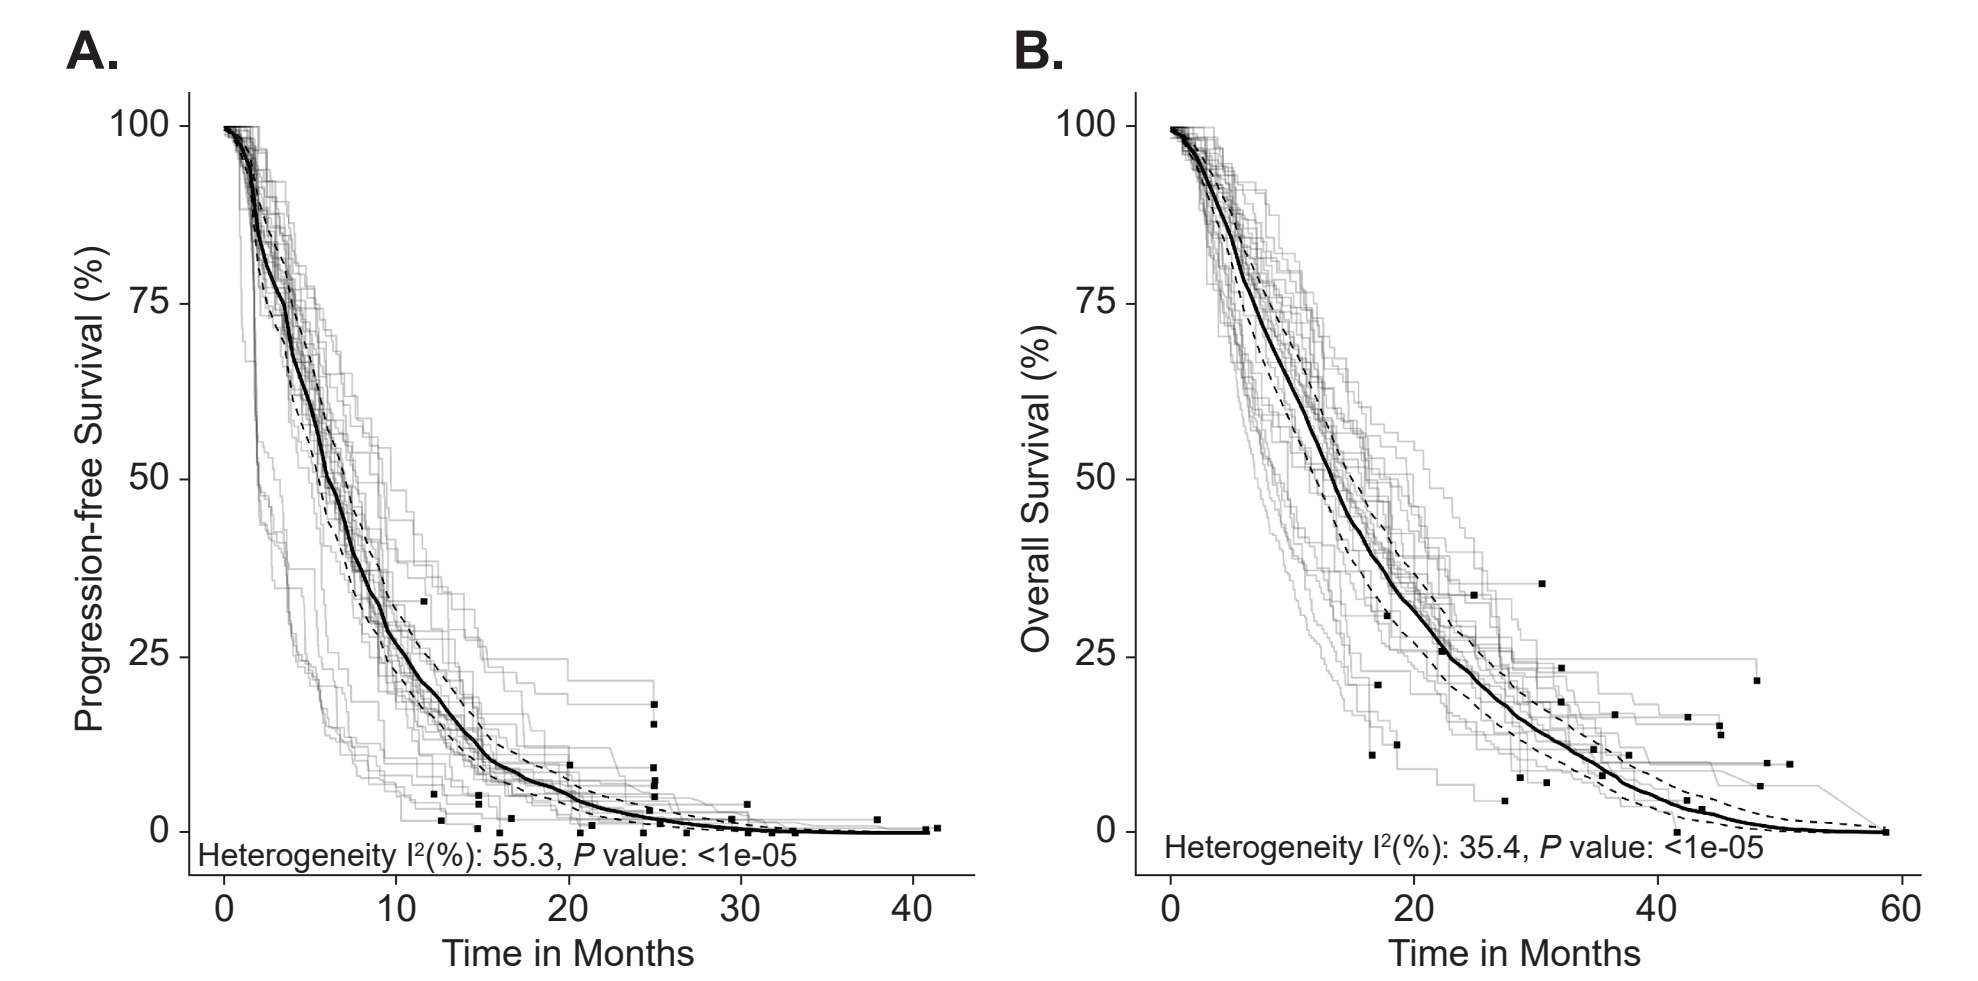 A.
Progression-free Survival (%)
100
75
50
25
0
Heterogeneity I²(%): 55.3, P value: <1e-05
0 10 20 30 40
Time in Months
B.
Overall Survival (%)
100
75
50
25
0
Heterogeneity I²(%): 35.4, P value: <1e-05
0 20 40 60
Time in Months